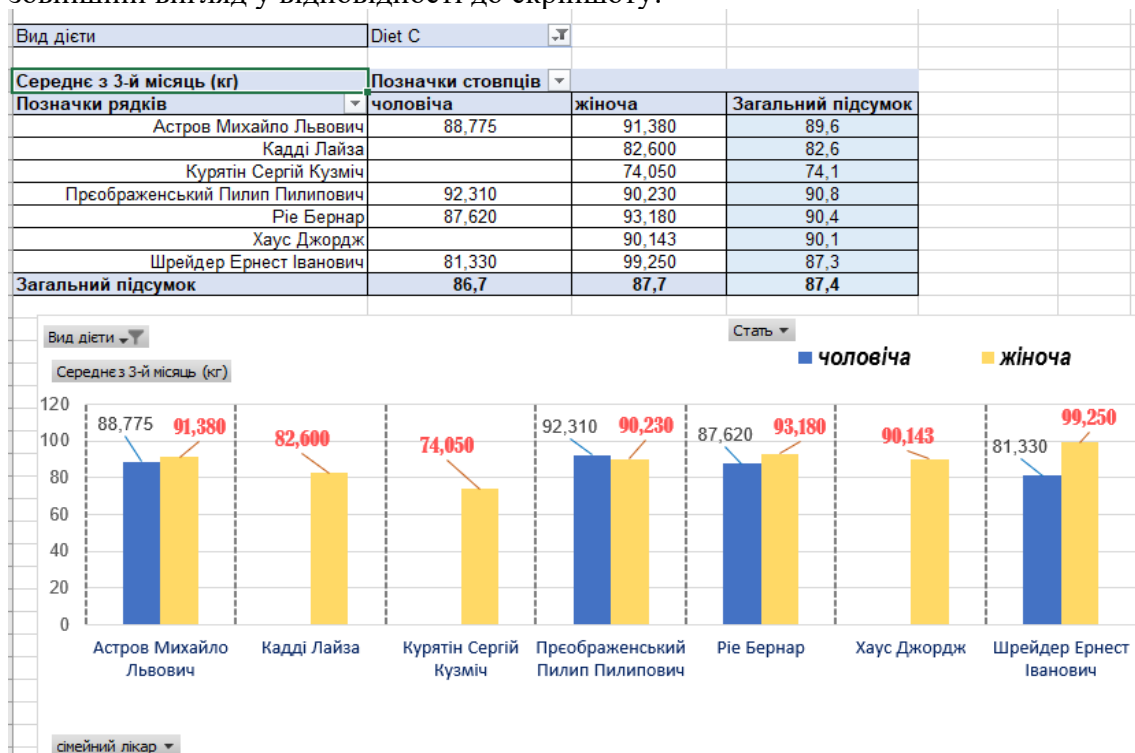 зовнішній вигляд у відповідності до скріншоту.
Вид дієти Diet C
Середнє з 3-й місяць (кг) Позначки стовпців
Позначки рядків чоловіча жіноча Загальний підсумок
Астров Михайло Львович 88,775 91,380 89,6
Кадді Лайза 82,600 82,6
Курятін Сергій Кузміч 74,050 74,1
Прєображенський Пилип Пилипович 92,310 90,230 90,8
Ріе Бернар 87,620 93,180 90,4
Хаус Джордж 90,143 90,1
Шрейдер Ернест Іванович 81,330 99,250 87,3
Загальний підсумок 86,7 87,7 87,4
Вид дієти Стать
чоловіча жіноча
Середнє з 3-й місяць (кг)
120
88,775 91,380 82,600 74,050 92,310 90,230 87,620 93,180 90,143 81,330 99,250
100
80
60
40
20
0
Астров Михайло Кадді Лайза Курятін Сергій Прєображенський Ріе Бернар Хаус Джордж Шрейдер Ернест
Львович Кузміч Пилип Пилипович Іванович
сімейний лікар